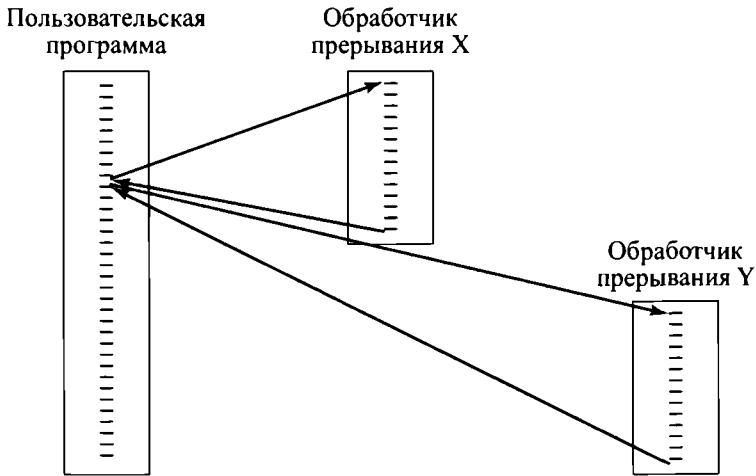 Пользовательская
программа
Обработчик
прерывания X
Обработчик
прерывания Y